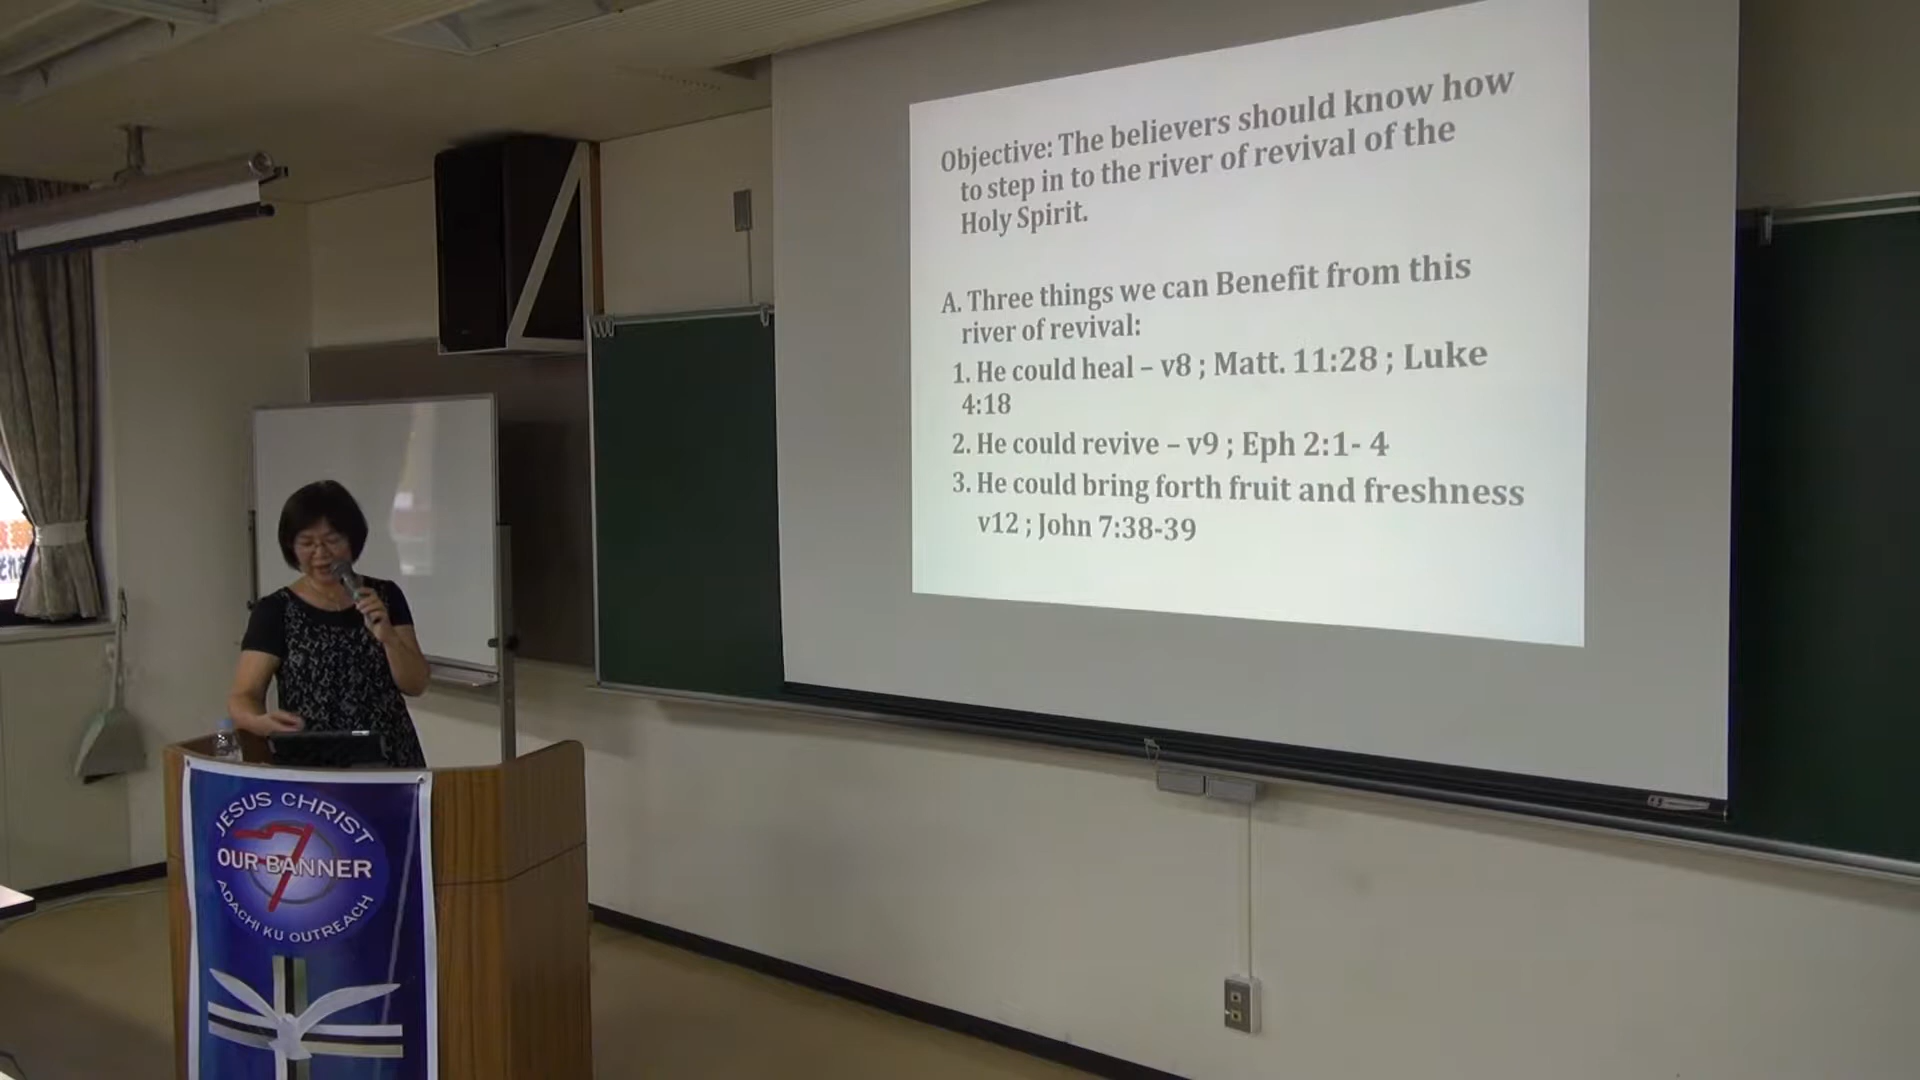 Objective: The believers should know how
to step in to the river of revival of the
Holy Spirit.
A. Three things we can Benefit from this
river of revival:
1. He could heal – v8 ; Matt. 11:28 ; Luke
4:18
2. He could revive – v9 ; Eph 2:1- 4
3. He could bring forth fruit and freshness
v12 ; John 7:38-39
JESUS CHRIST
OUR BANNER
ADACHI KU OUTREACH